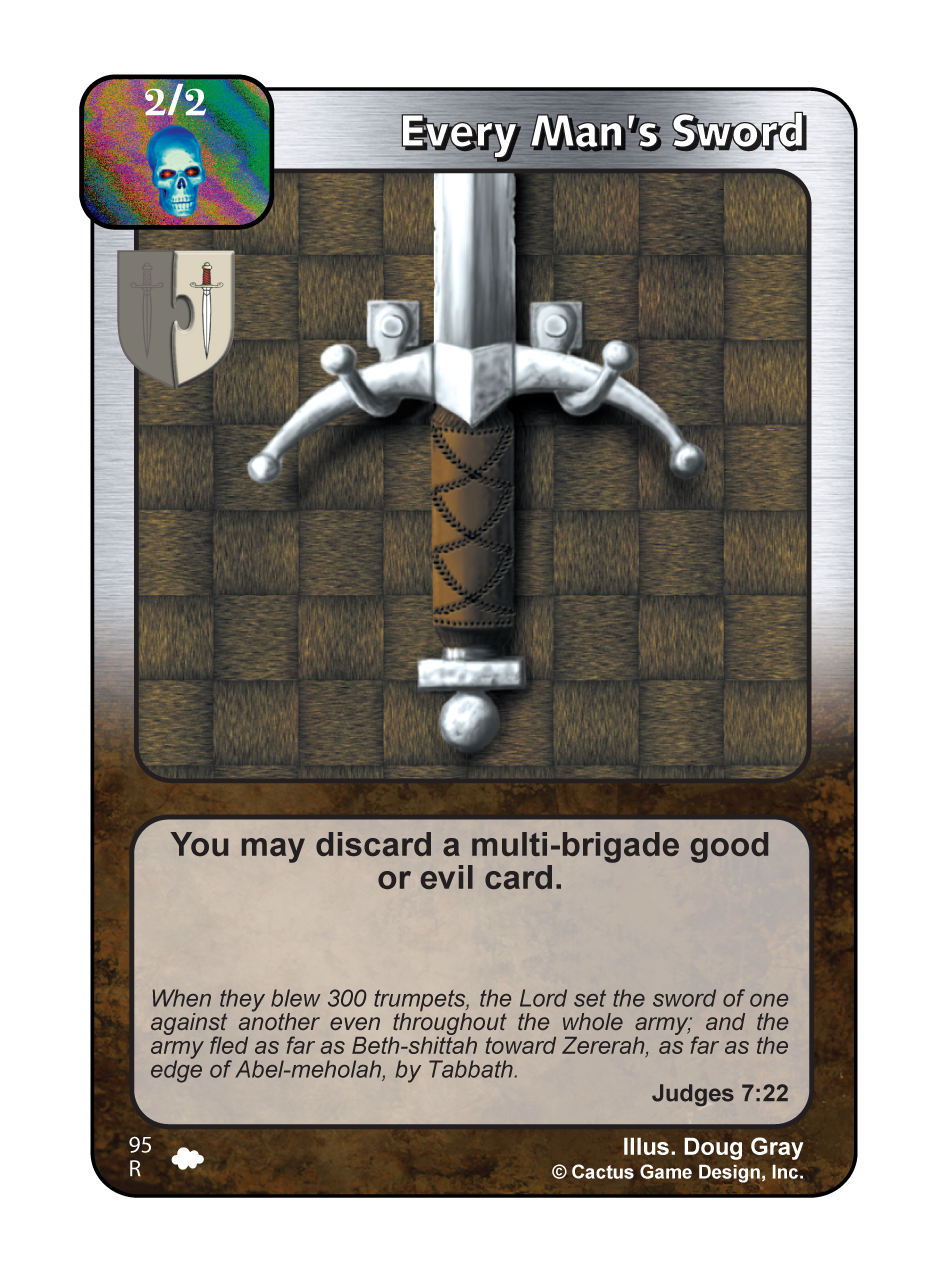 2/2
Every Man's Sword
You may discard a multi-brigade good
or evil card.
When they blew 300 trumpets, the Lord set the sword of one
against another even throughout the whole army; and the
army fled as far as Beth-shittah toward Zererah, as far as the
edge of Abel-meholah, by Tabbath.
Judges 7:22
95
R
Illus. Doug Gray
© Cactus Game Design, Inc.